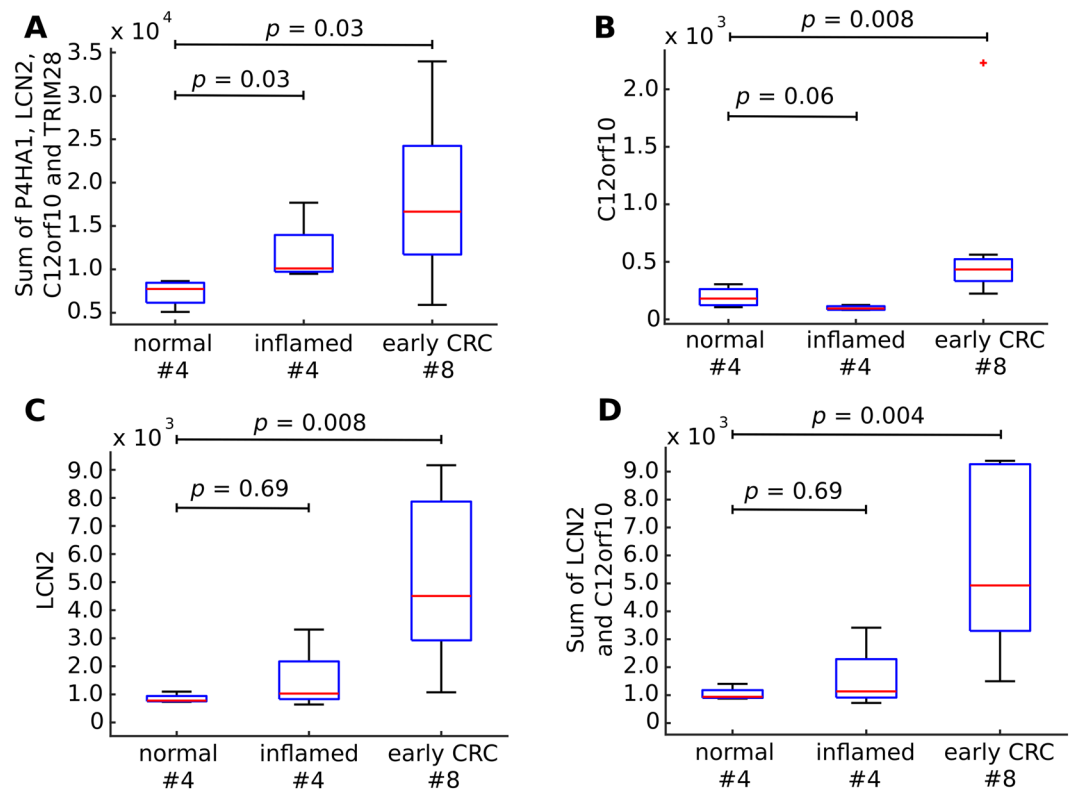 A
x 10^4
p = 0.03
p = 0.03
3.5
3.0
2.5
2.0
1.5
1.0
0.5
Sum of P4HA1, LCN2,
C12orf10 and TRIM28
normal
#4
inflamed
#4
early CRC
#8
B
x 10^3
p = 0.008
p = 0.06
2.0
1.5
1.0
0.5
0
C12orf10
normal
#4
inflamed
#4
early CRC
#8
C
x 10^3
p = 0.008
p = 0.69
9.0
8.0
7.0
6.0
5.0
4.0
3.0
2.0
1.0
0
LCN2
normal
#4
inflamed
#4
early CRC
#8
D
x 10^3
p = 0.004
p = 0.69
9.0
8.0
7.0
6.0
5.0
4.0
3.0
2.0
1.0
0
Sum of LCN2
and C12orf10
normal
#4
inflamed
#4
early CRC
#8